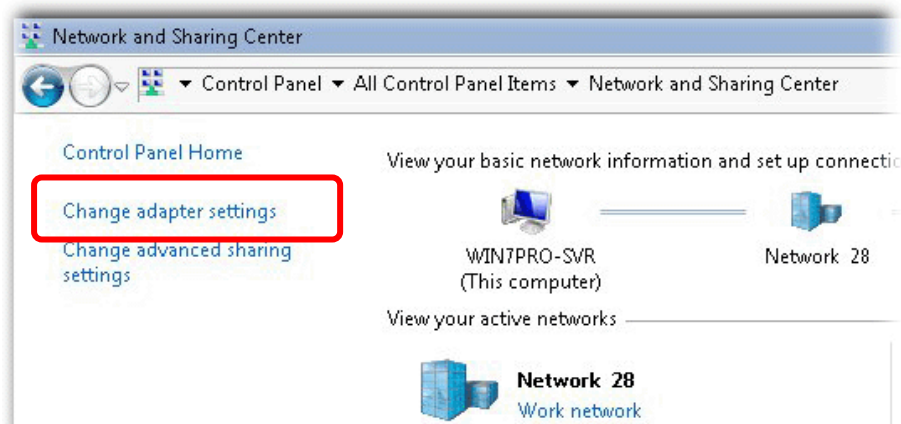 Network and Sharing Center
Control Panel All Control Panel Items Network and Sharing Center
Control Panel Home
Change adapter settings
Change advanced sharing
settings
View your basic network information and set up
WIN7PRO-SVR
(This computer)
Network 28
View your active networks
Network 28
Work network